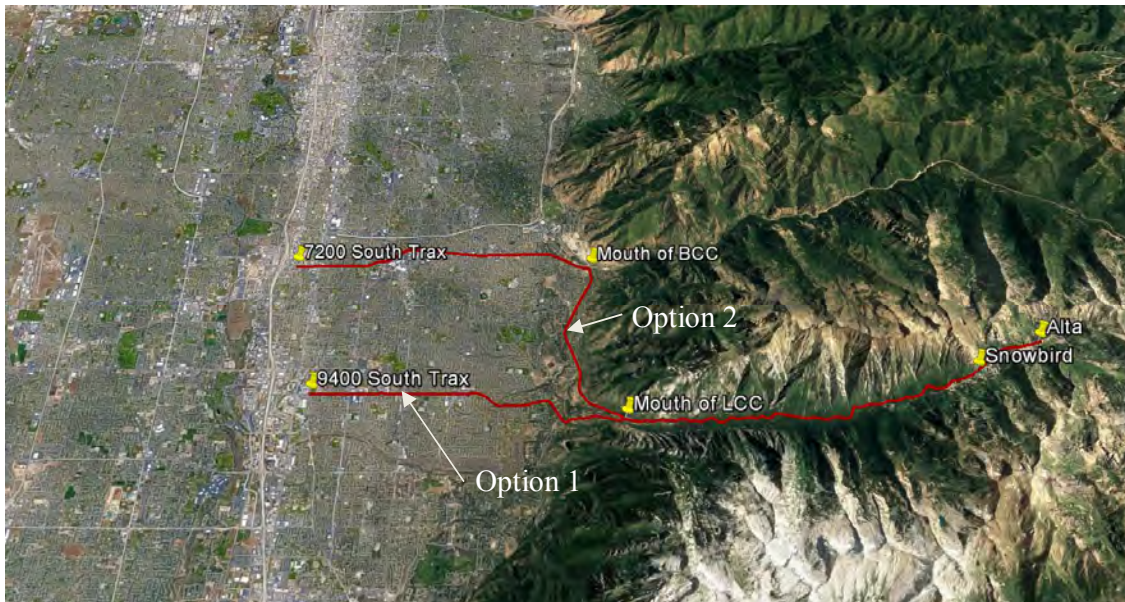 7200 South Trax
Mouth of BCC
Option 2
Alta
Snowbird
9400 South Trax
Mouth of LCC
Option 1